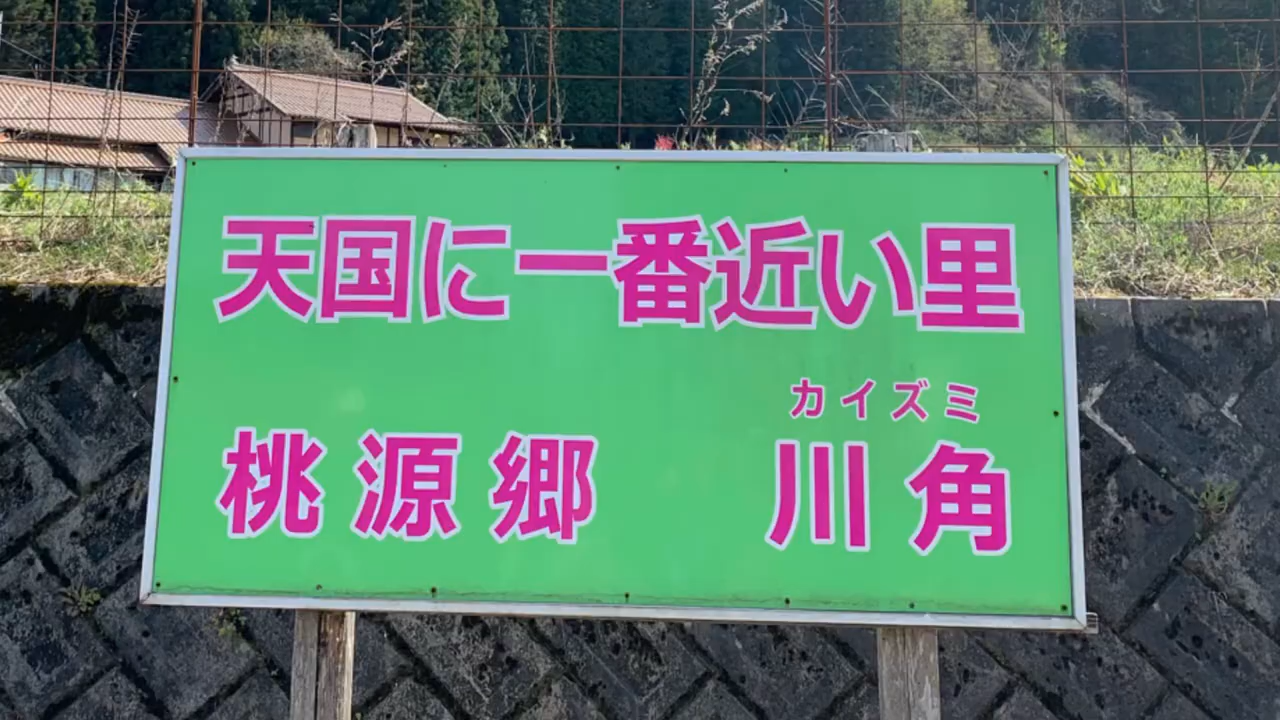 天国に一番近い里
カイズミ
桃源郷 川角